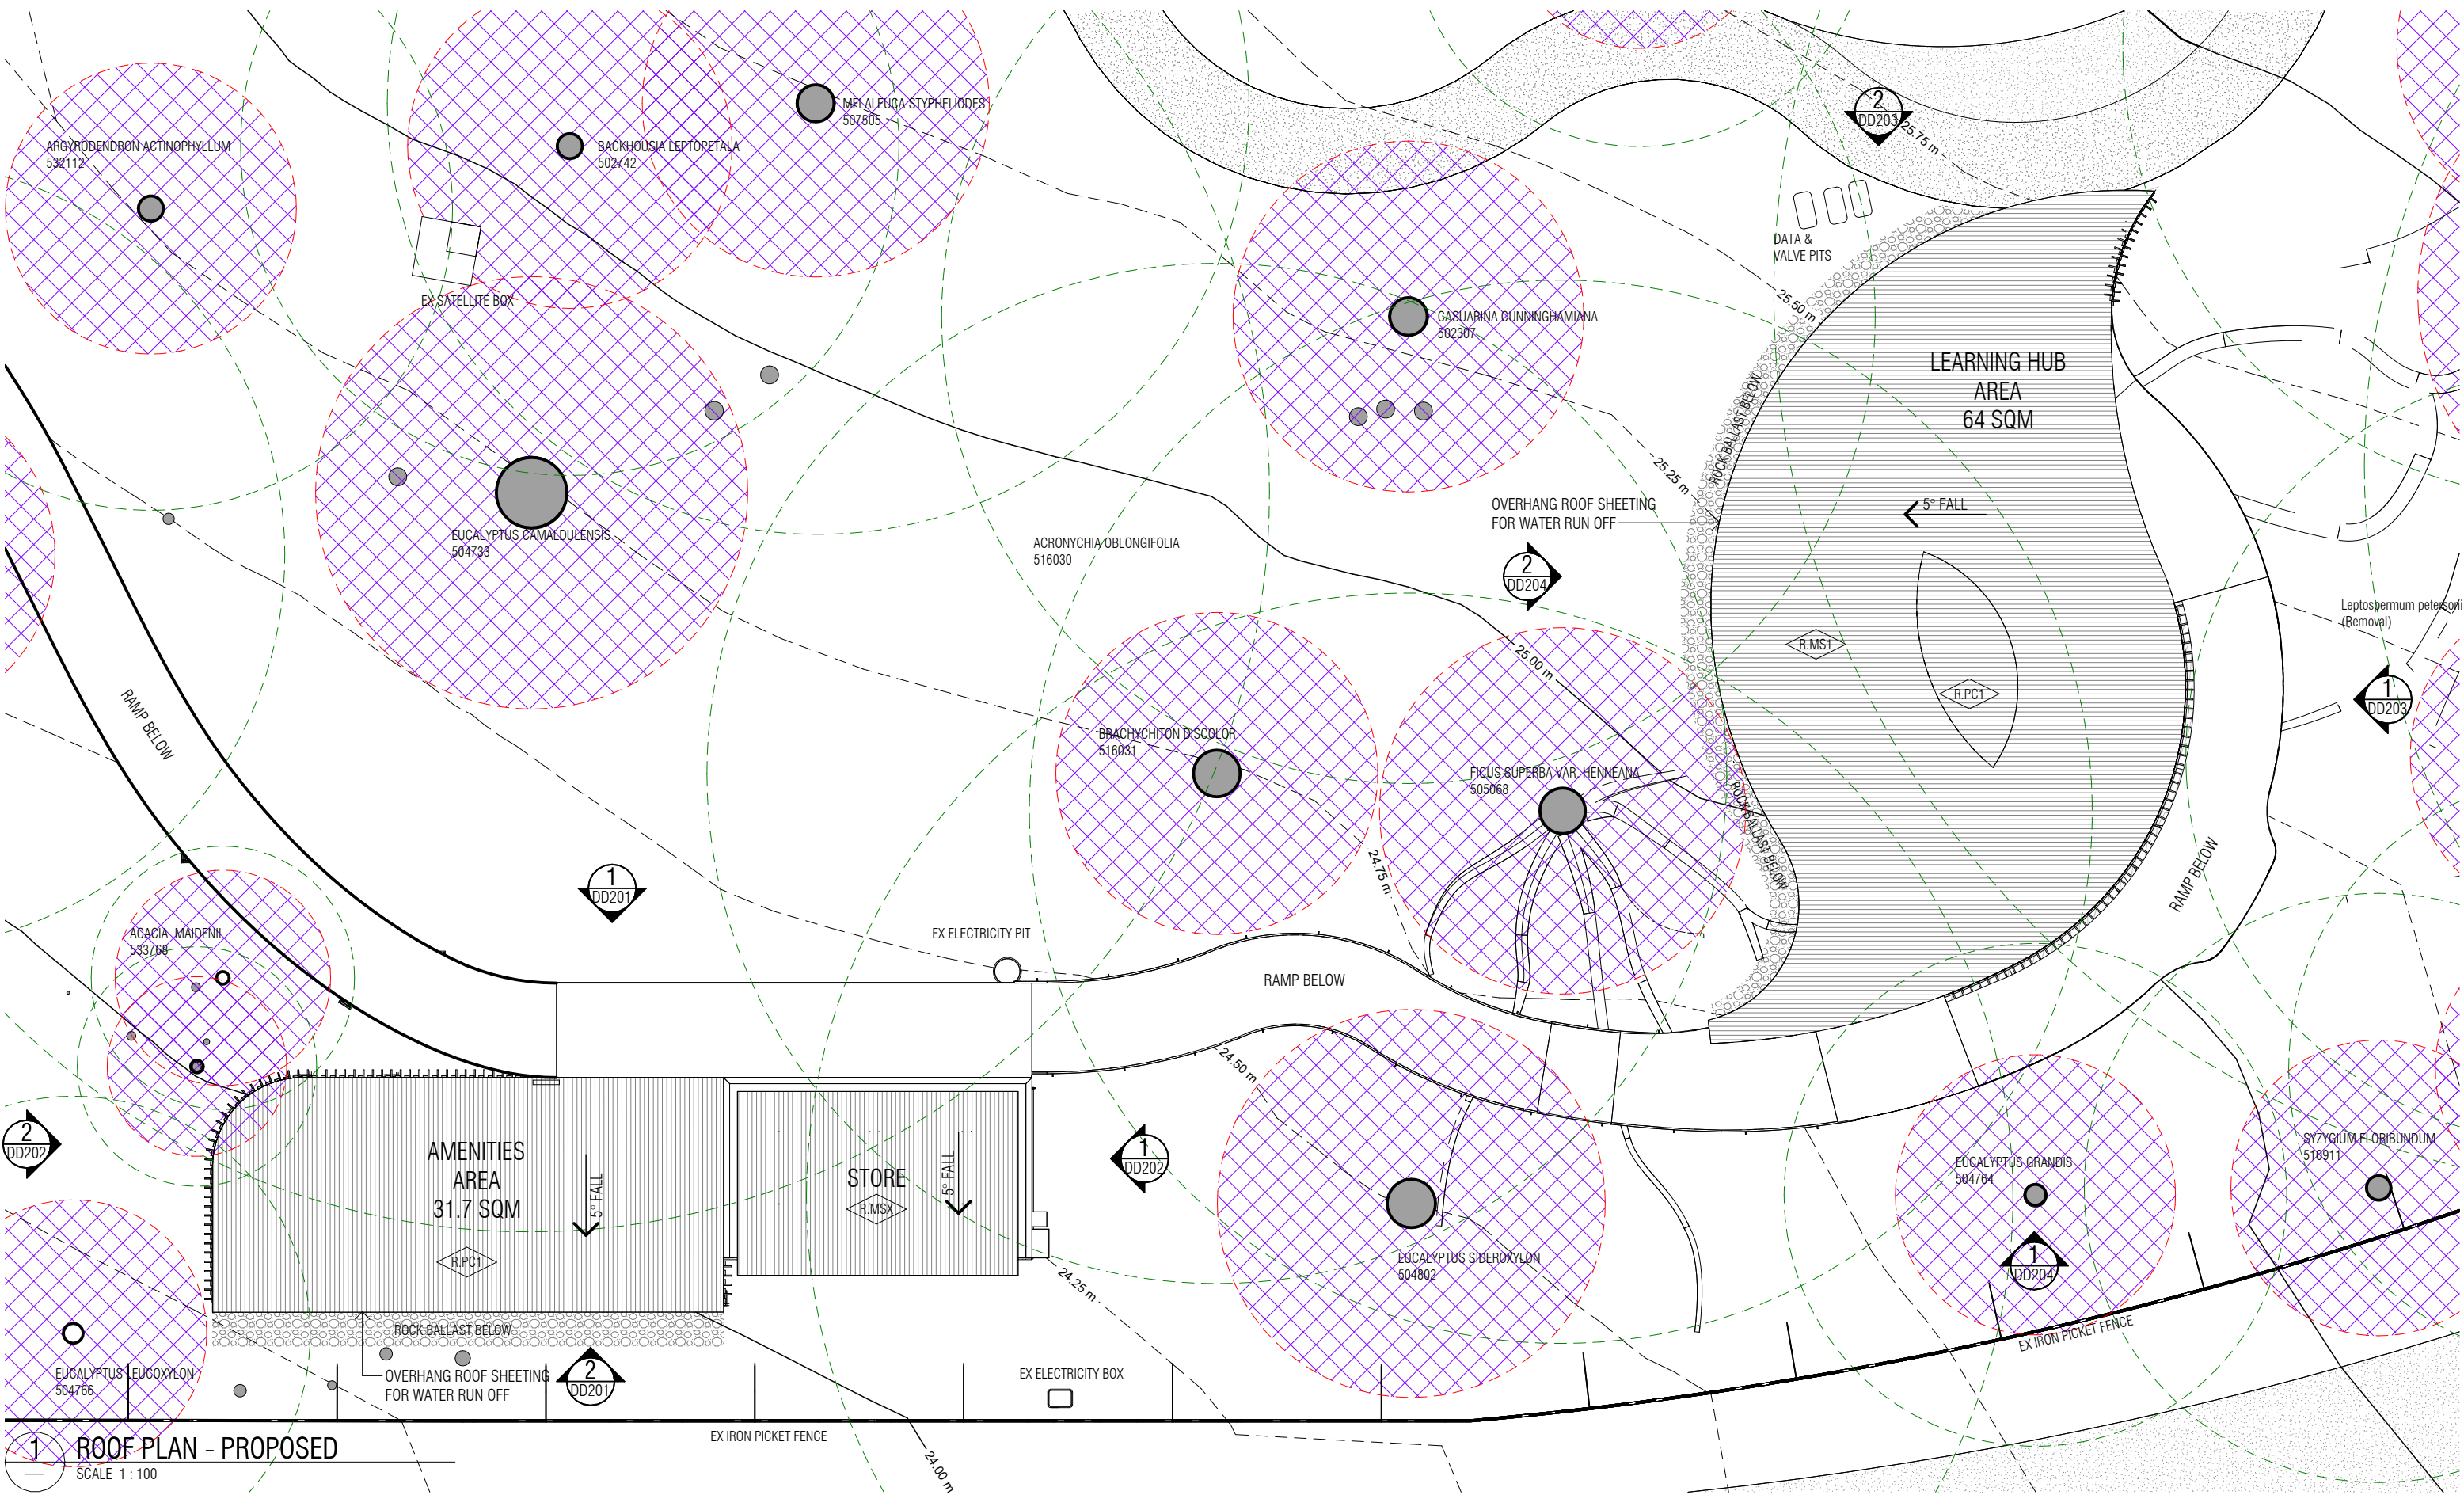 MELALEUCA STYPHELIODES
507505
2
DD203
25.75 m
ARGYRODENDRON ACTINOPHYLLUM
532112
BACKHOUSIA LEPTOPETALA
502742
DATA &
VALVE PITS
EX SATELLITE BOX
25.50 m
CASUARINA CUNNINGHAMIANA
502307
LEARNING HUB
AREA
64 SQM
ROCK BALLAST BELOW
25.25 m
OVERHANG ROOF SHEETING
FOR WATER RUN OFF
5° FALL
EUCALYPTUS CAMALDULENSIS
504733
ACRONYCHIA OBLONGIFOLIA
516030
2
DD204
Leptospermum petersonii
(Removal)
R.MS1
25.00 m
R.PC1
1
DD203
RAMP BELOW
BRACHYCHITON DISCOLOR
516031
FICUS SUPERBA VAR. HENNEANA
505068
ROCK BALLAST BELOW
24.75 m
RAMP BELOW
1
DD201
ACACIA MAIDENII
533768
EX ELECTRICITY PIT
RAMP BELOW
24.50 m
2
DD202
AMENITIES
AREA
31.7 SQM
5° FALL
R.PC1
STORE
R.MSX
5° FALL
1
DD202
EUCALYPTUS GRANDIS
504764
SYZYGIUM FLORIBUNDUM
510911
EUCALYPTUS SIDEROXYLON
504802
1
DD204
24.25 m
ROCK BALLAST BELOW
EX IRON PICKET FENCE
EUCALYPTUS LEUCOXYLON
504766
OVERHANG ROOF SHEETING
FOR WATER RUN OFF
2
DD201
EX ELECTRICITY BOX
EX IRON PICKET FENCE
24.00 m
1
ROOF PLAN - PROPOSED
SCALE 1 : 100